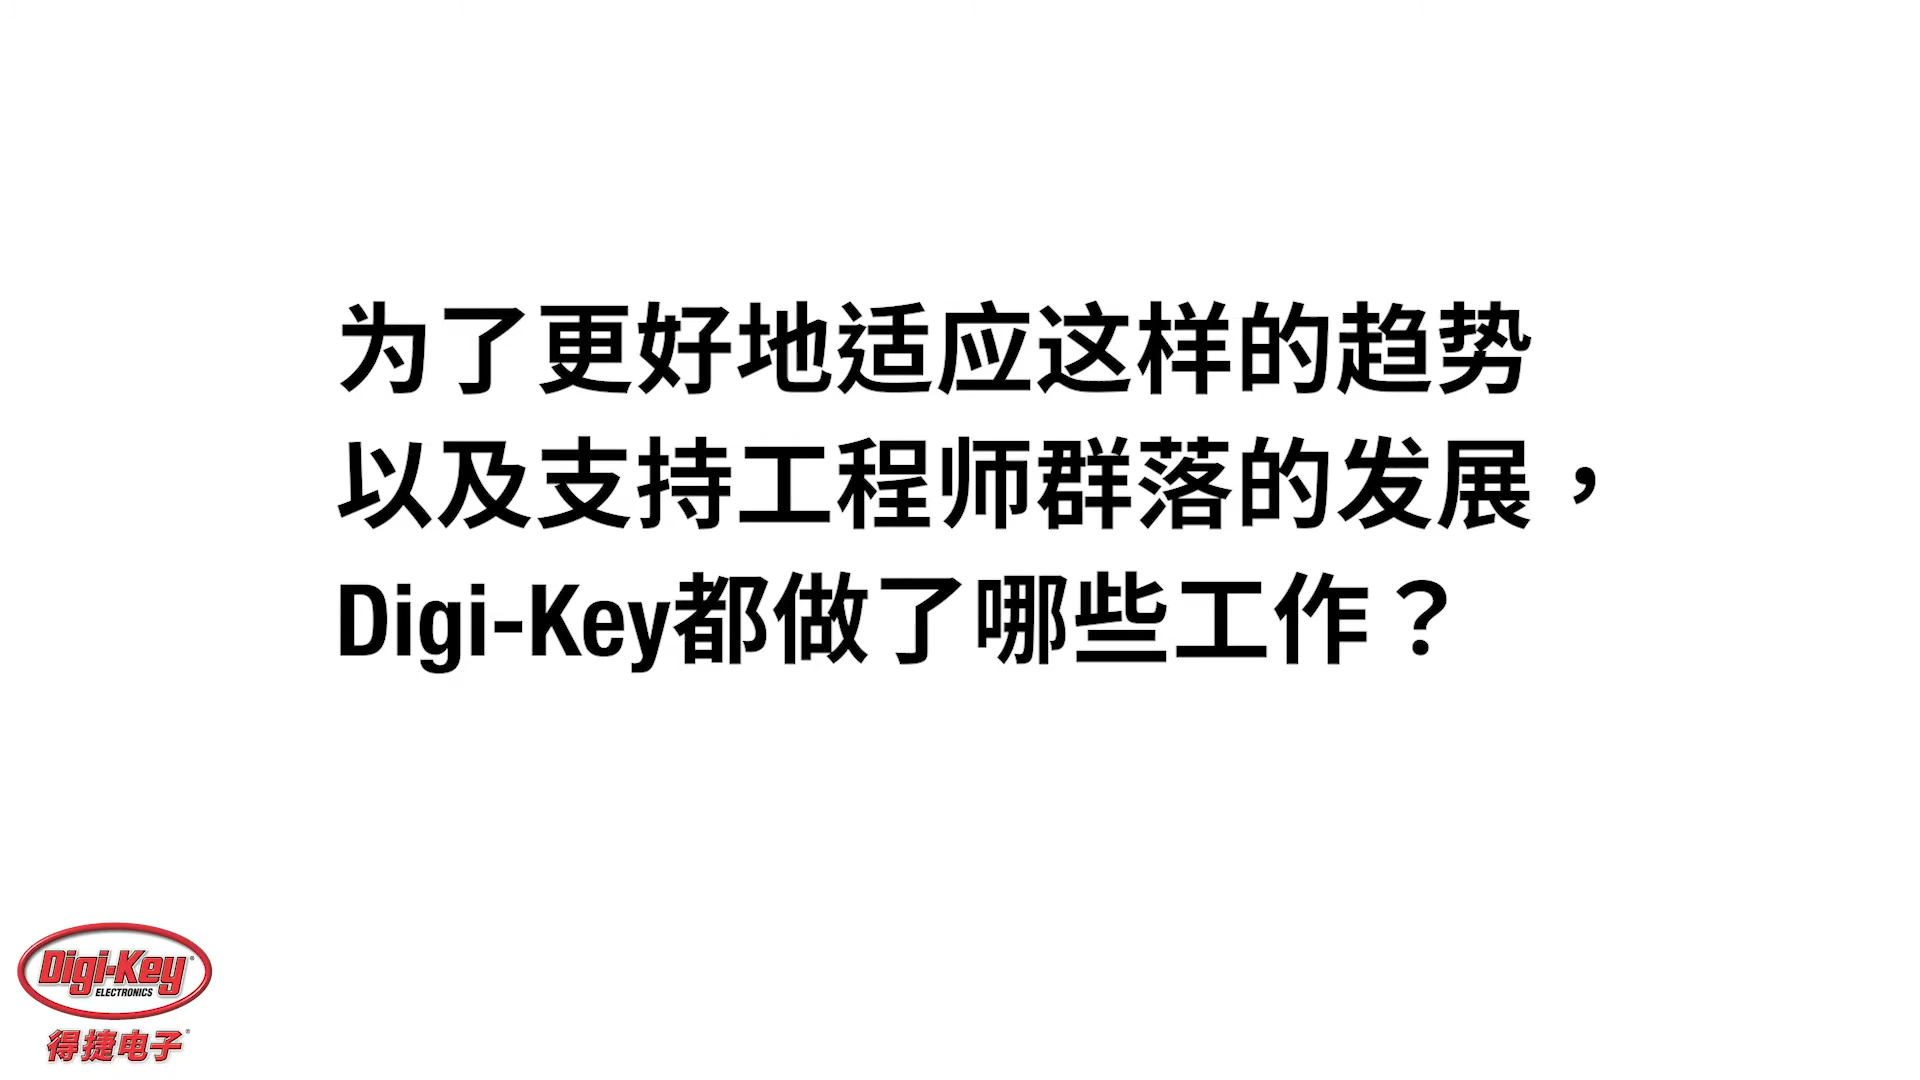 为了更好地适应这样的趋势
以及支持工程师群落的发展，
Digi-Key都做了哪些工作？
Digi-Key®
ELECTRONICS
得捷电子®